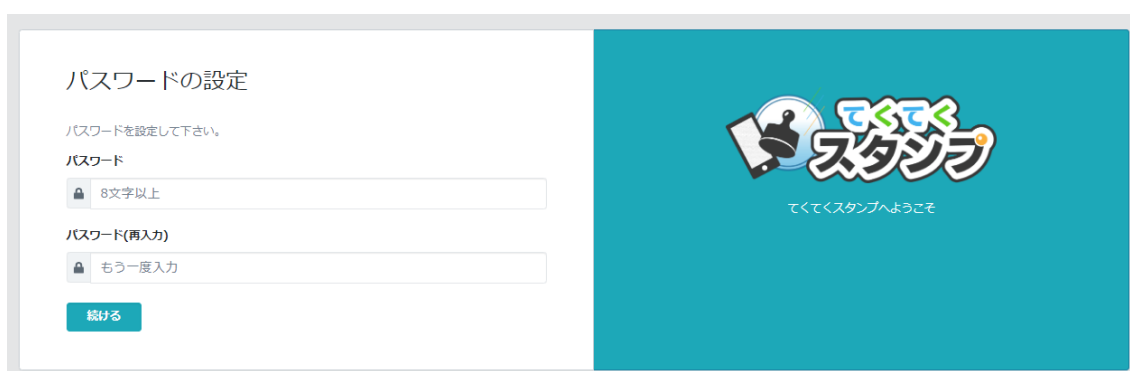 パスワードの設定
パスワードを設定して下さい。
パスワード
8文字以上
パスワード(再入力)
もう一度入力
続ける
てくてく
スタンプ
てくてくスタンプへようこそ